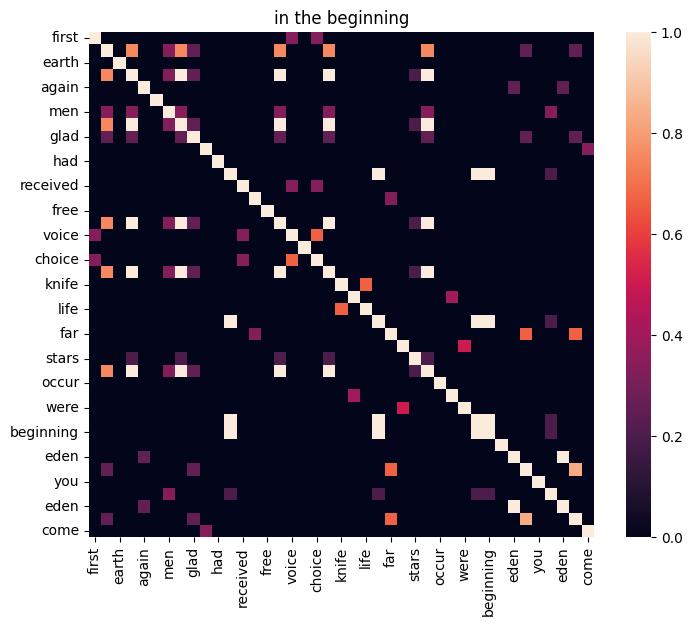 in the beginning
first
earth
again
men
glad
had
received
free
voice
choice
knife
life
far
stars
occur
were
beginning
eden
you
eden
come
first
earth
again
men
glad
had
received
free
voice
choice
knife
life
far
stars
occur
were
beginning
eden
you
eden
come
1.0
0.8
0.6
0.4
0.2
0.0